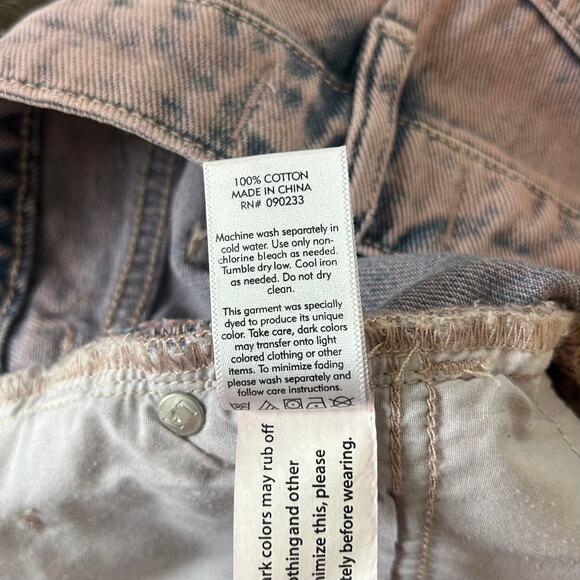 100% COTTON
MADE IN CHINA
RN# 090233
Machine wash separately in
cold water. Use only non-
chlorine bleach as needed.
Tumble dry low. Cool iron
as needed. Do not dry
clean.
This garment was specially
dyed to produce its unique
color. Take care, dark colors
may transfer onto light
colored clothing or other
items. To minimize fading
please wash separately and
follow care instructions.
ark colors may rub off
othingand other
nimize this, please
tely before wearing.